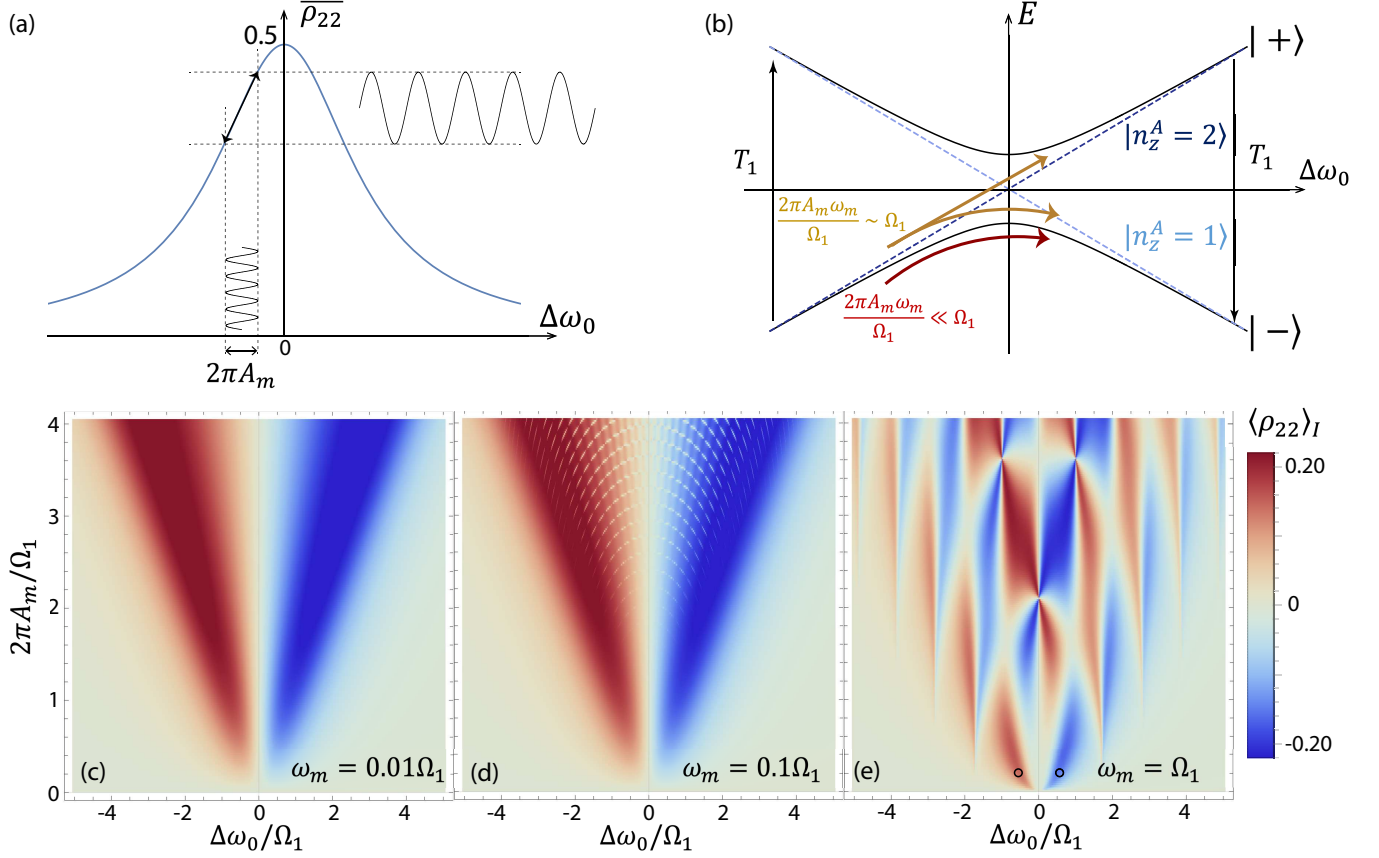 (a)
$\overline{\rho_{22}}$
0.5
0
$\Delta\omega_0$
$2\pi A_m$
(b)
$E$
$|+\rangle$
$|n_z^A = 2\rangle$
$T_1$
$T_1$
$\Delta\omega_0$
$\frac{2\pi A_m \omega_m}{\Omega_1} \sim \Omega_1$
$|n_z^A = 1\rangle$
$\frac{2\pi A_m \omega_m}{\Omega_1} \ll \Omega_1$
$|-\rangle$
$2\pi A_m/\Omega_1$
4
3
2
1
0
(c)
$\omega_m = 0.01\Omega_1$
-4 -2 0 2 4
$\Delta\omega_0/\Omega_1$
(d)
$\omega_m = 0.1\Omega_1$
-4 -2 0 2 4
$\Delta\omega_0/\Omega_1$
(e)
$\omega_m = \Omega_1$
-4 -2 0 2 4
$\Delta\omega_0/\Omega_1$
$\langle\rho_{22}\rangle_I$
0.20
0
-0.20